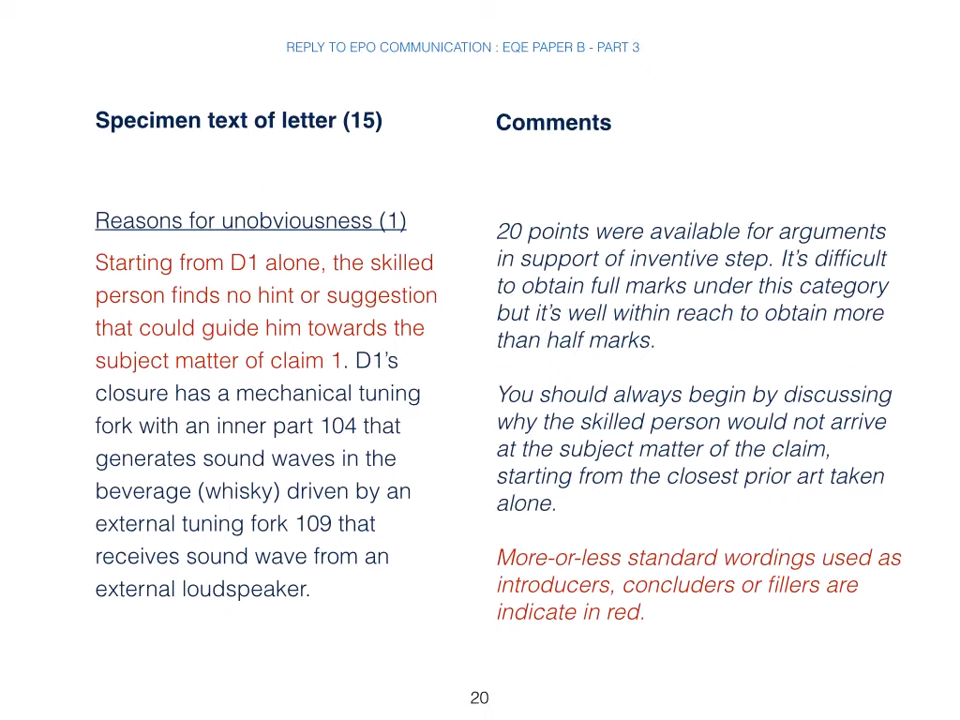 REPLY TO EPO COMMUNICATION : EQE PAPER B - PART 3
Specimen text of letter (15)
Reasons for unobviousness (1)
Starting from D1 alone, the skilled
person finds no hint or suggestion
that could guide him towards the
subject matter of claim 1. D1’s
closure has a mechanical tuning
fork with an inner part 104 that
generates sound waves in the
beverage (whisky) driven by an
external tuning fork 109 that
receives sound wave from an
external loudspeaker.
Comments
20 points were available for arguments
in support of inventive step. It’s difficult
to obtain full marks under this category
but it’s well within reach to obtain more
than half marks.
You should always begin by discussing
why the skilled person would not arrive
at the subject matter of the claim,
starting from the closest prior art taken
alone.
More-or-less standard wordings used as
introducers, concluders or fillers are
indicate in red.
20